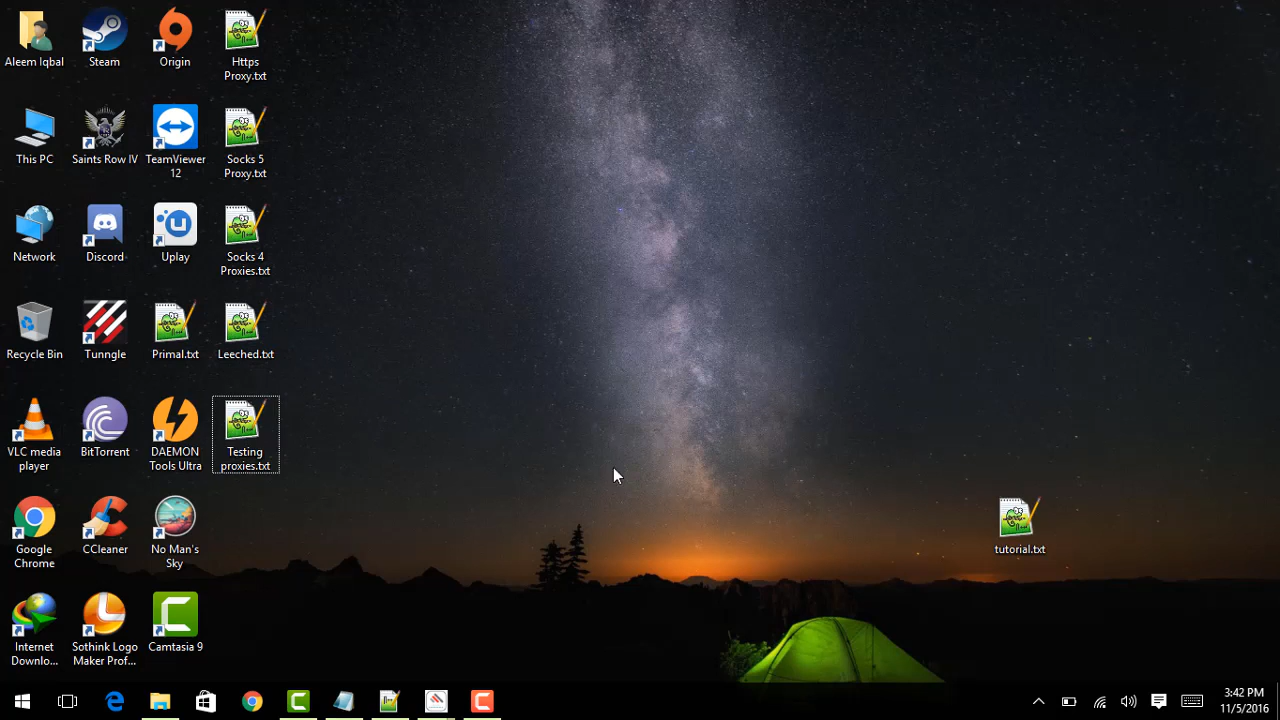 Aleem Iqbal
Steam
Origin
Https
Proxy.txt
This PC
Saints Row IV
TeamViewer
12
Socks 5
Proxy.txt
Network
Discord
Uplay
Socks 4
Proxies.txt
Recycle Bin
Tunngle
Primal.txt
Leeched.txt
VLC media
player
BitTorrent
DAEMON
Tools Ultra
Testing
proxies.txt
Google
Chrome
CCleaner
No Man's
Sky
tutorial.txt
Internet
Downlo...
Sothink Logo
Maker Prof...
Camtasia 9
3:42 PM
11/5/2016